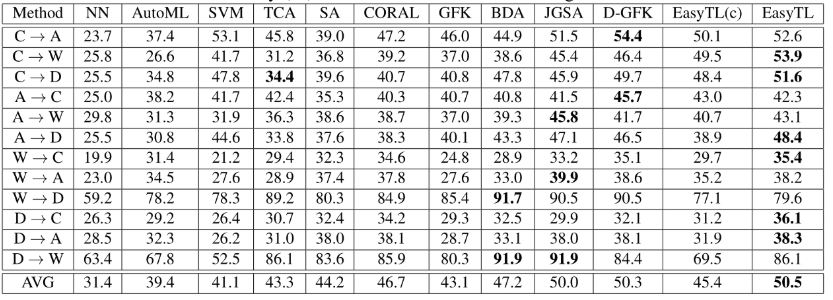 Method NN AutoML SVM TCA SA CORAL GFK BDA JGSA D-GFK EasyTL(c) EasyTL
C → A 23.7 37.4 53.1 45.8 39.0 47.2 46.0 44.9 51.5 54.4 50.1 52.6
C → W 25.8 26.6 41.7 31.2 36.8 39.2 37.0 38.6 45.4 46.4 49.5 53.9
C → D 25.5 34.8 47.8 34.4 39.6 40.7 40.8 47.8 45.9 49.7 48.4 51.6
A → C 25.0 38.2 41.7 42.4 35.3 40.3 40.7 40.8 41.5 45.7 43.0 42.3
A → W 29.8 31.3 31.9 36.3 38.6 38.7 37.0 39.3 45.8 41.7 40.7 43.1
A → D 25.5 30.8 44.6 33.8 37.6 38.3 40.1 43.3 47.1 46.5 38.9 48.4
W → C 19.9 31.4 21.2 29.4 32.3 34.6 24.8 28.9 33.2 35.1 29.7 35.4
W → A 23.0 34.5 27.6 28.9 37.4 37.8 27.6 33.0 39.9 38.6 35.2 38.2
W → D 59.2 78.2 78.3 89.2 80.3 84.9 85.4 91.7 90.5 90.5 77.1 79.6
D → C 26.3 29.2 26.4 30.7 32.4 34.2 29.3 32.5 29.9 32.1 31.2 36.1
D → A 28.5 32.3 26.2 31.0 38.0 38.1 28.7 33.1 38.0 38.1 31.9 38.3
D → W 63.4 67.8 52.5 86.1 83.6 85.9 80.3 91.9 91.9 84.4 69.5 86.1
AVG 31.4 39.4 41.1 43.3 44.2 46.7 43.1 47.2 50.0 50.3 45.4 50.5